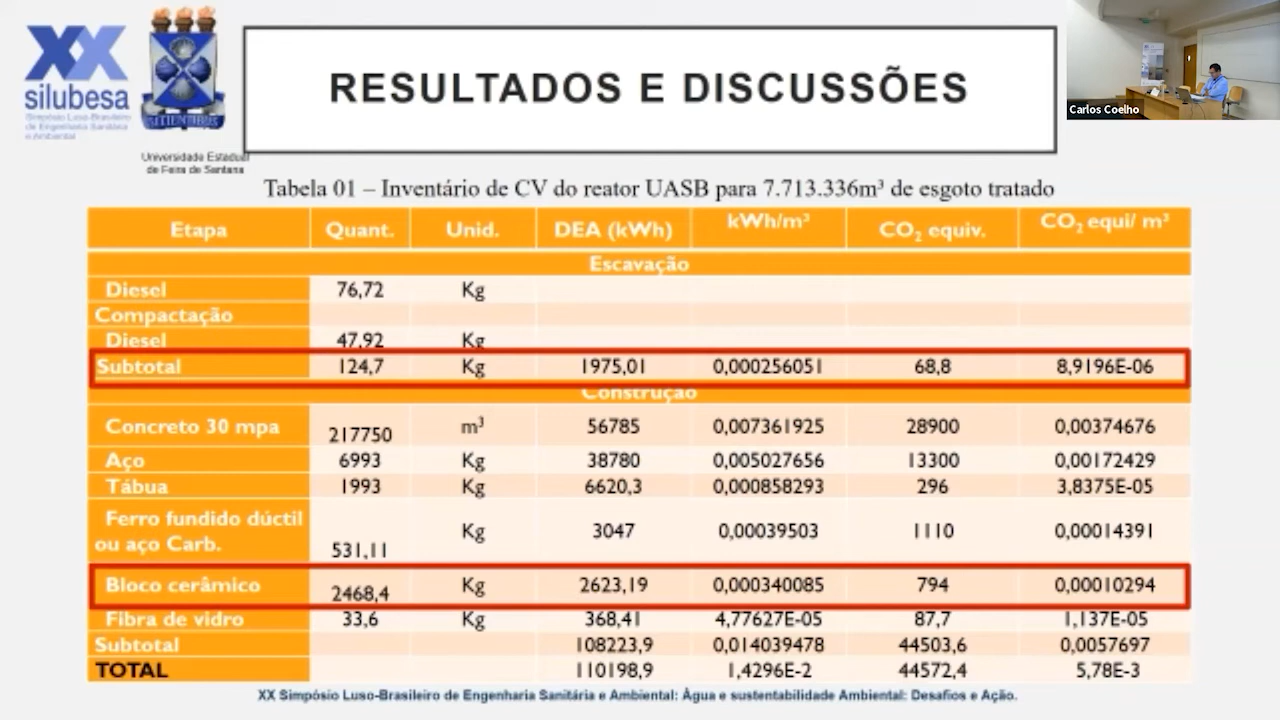 XX
silubesa
Simpósio Luso-Brasileiro
de Engenharia Sanitária
e Ambiental
Universidade Estadual
de Feira de Santana
RESULTADOS E DISCUSSÕES
Carlos Coelho
Tabela 01 – Inventário de CV do reator UASB para 7.713.336m³ de esgoto tratado
Etapa Quant. Unid. DEA (kWh) kWh/m³ CO₂ equiv. CO₂ equi/ m³
Escavação
Diesel 76,72 Kg
Compactação
Diesel 47,92 Kg
Subtotal 124,7 Kg 1975,01 0,000256051 68,8 8,9196E-06
Construção
Concreto 30 mpa 217750 m³ 56785 0,007361925 28900 0,00374676
Aço 6993 Kg 38780 0,005027656 13300 0,00172429
Tábua 1993 Kg 6620,3 0,000858293 296 3,8375E-05
Ferro fundido dúctil
ou aço Carb. 531,11 Kg 3047 0,00039503 1110 0,00014391
Bloco cerâmico 2468,4 Kg 2623,19 0,000340085 794 0,00010294
Fibra de vidro 33,6 Kg 368,41 4,77627E-05 87,7 1,137E-05
Subtotal 108223,9 0,014039478 44503,6 0,0057697
TOTAL 110198,9 1,4296E-2 44572,4 5,78E-3
XX Simpósio Luso-Brasileiro de Engenharia Sanitária e Ambiental: Água e sustentabilidade Ambiental: Desafios e Ação.